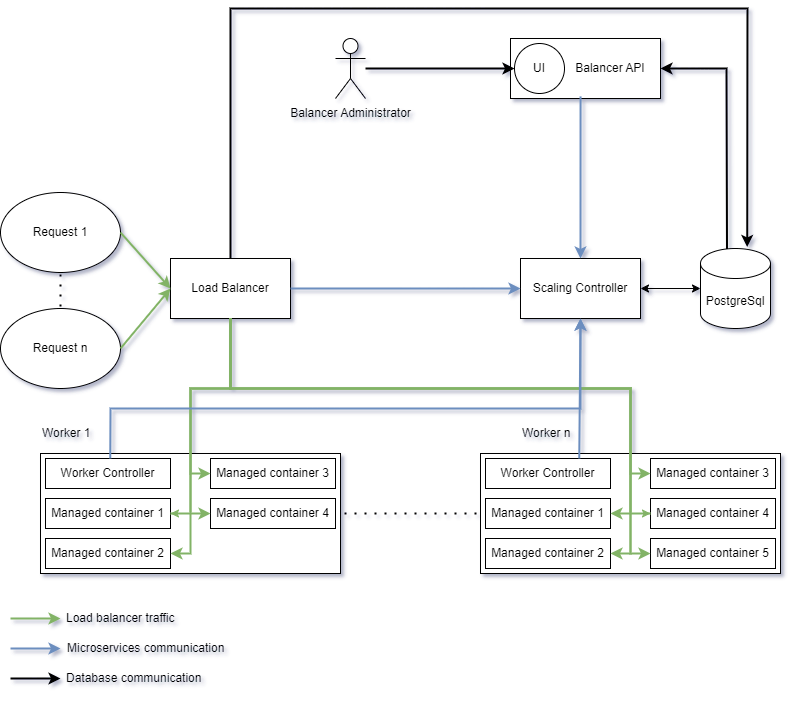 UI
Balancer API
Balancer Administrator
Request 1
Load Balancer
Scaling Controller
PostgreSql
Request n
Worker 1
Worker n
Worker Controller
Managed container 3
Managed container 1
Managed container 4
Managed container 2
Worker Controller
Managed container 3
Managed container 1
Managed container 4
Managed container 2
Managed container 5
Load balancer traffic
Microservices communication
Database communication